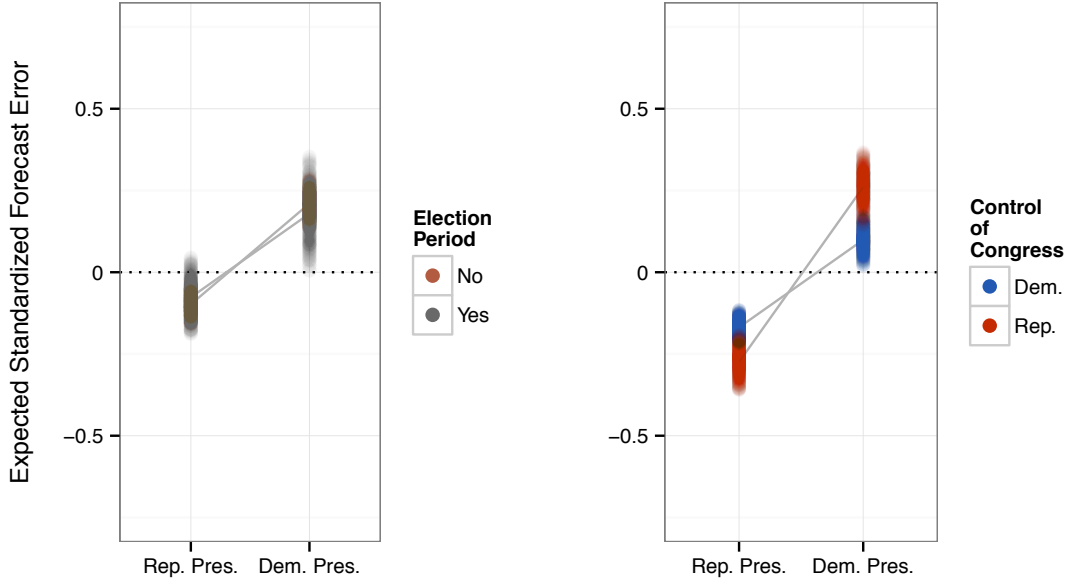 Expected Standardized Forecast Error
0.5
0
−0.5
Rep. Pres.
Dem. Pres.
Election
Period
No
Yes
0.5
0
−0.5
Rep. Pres.
Dem. Pres.
Control
of
Congress
Dem.
Rep.